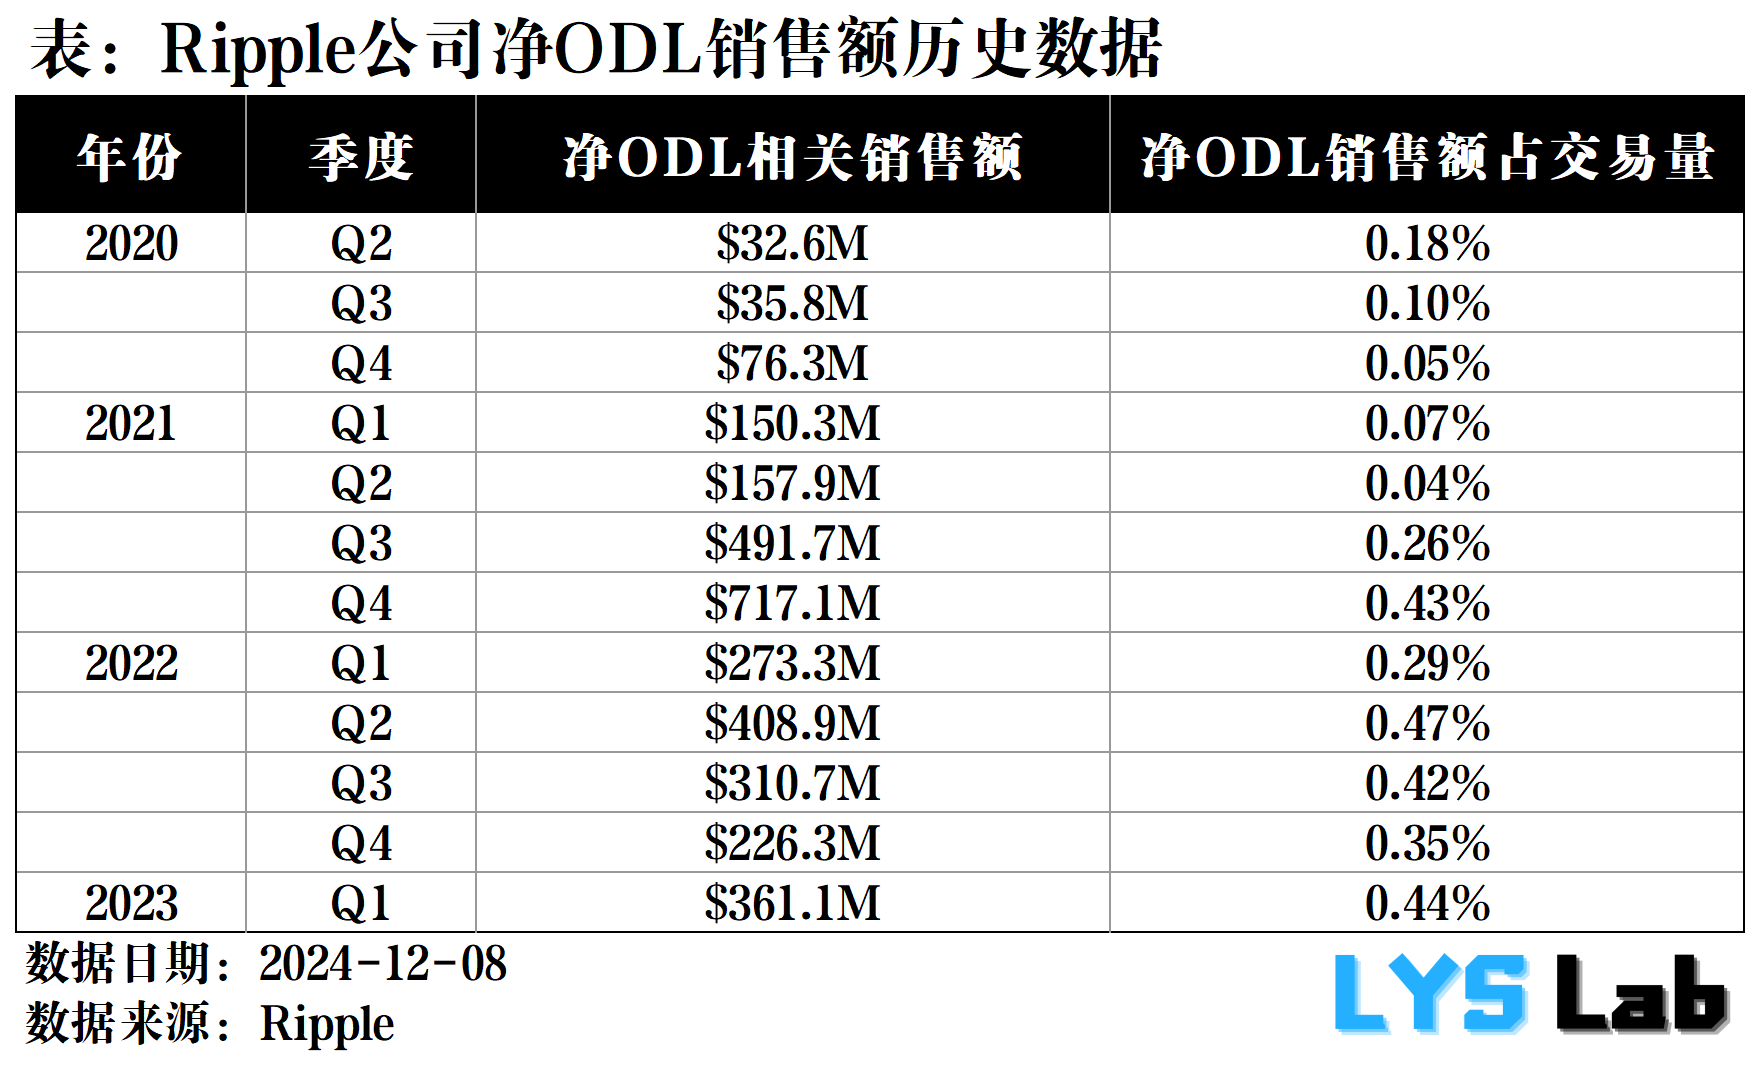 表：Ripple公司净ODL销售额历史数据
年份 季度 净ODL相关销售额 净ODL销售额占交易量
2020 Q2 $32.6M 0.18%
Q3 $35.8M 0.10%
Q4 $76.3M 0.05%
2021 Q1 $150.3M 0.07%
Q2 $157.9M 0.04%
Q3 $491.7M 0.26%
Q4 $717.1M 0.43%
2022 Q1 $273.3M 0.29%
Q2 $408.9M 0.47%
Q3 $310.7M 0.42%
Q4 $226.3M 0.35%
2023 Q1 $361.1M 0.44%
数据日期：2024-12-08
数据来源：Ripple
LYS Lab